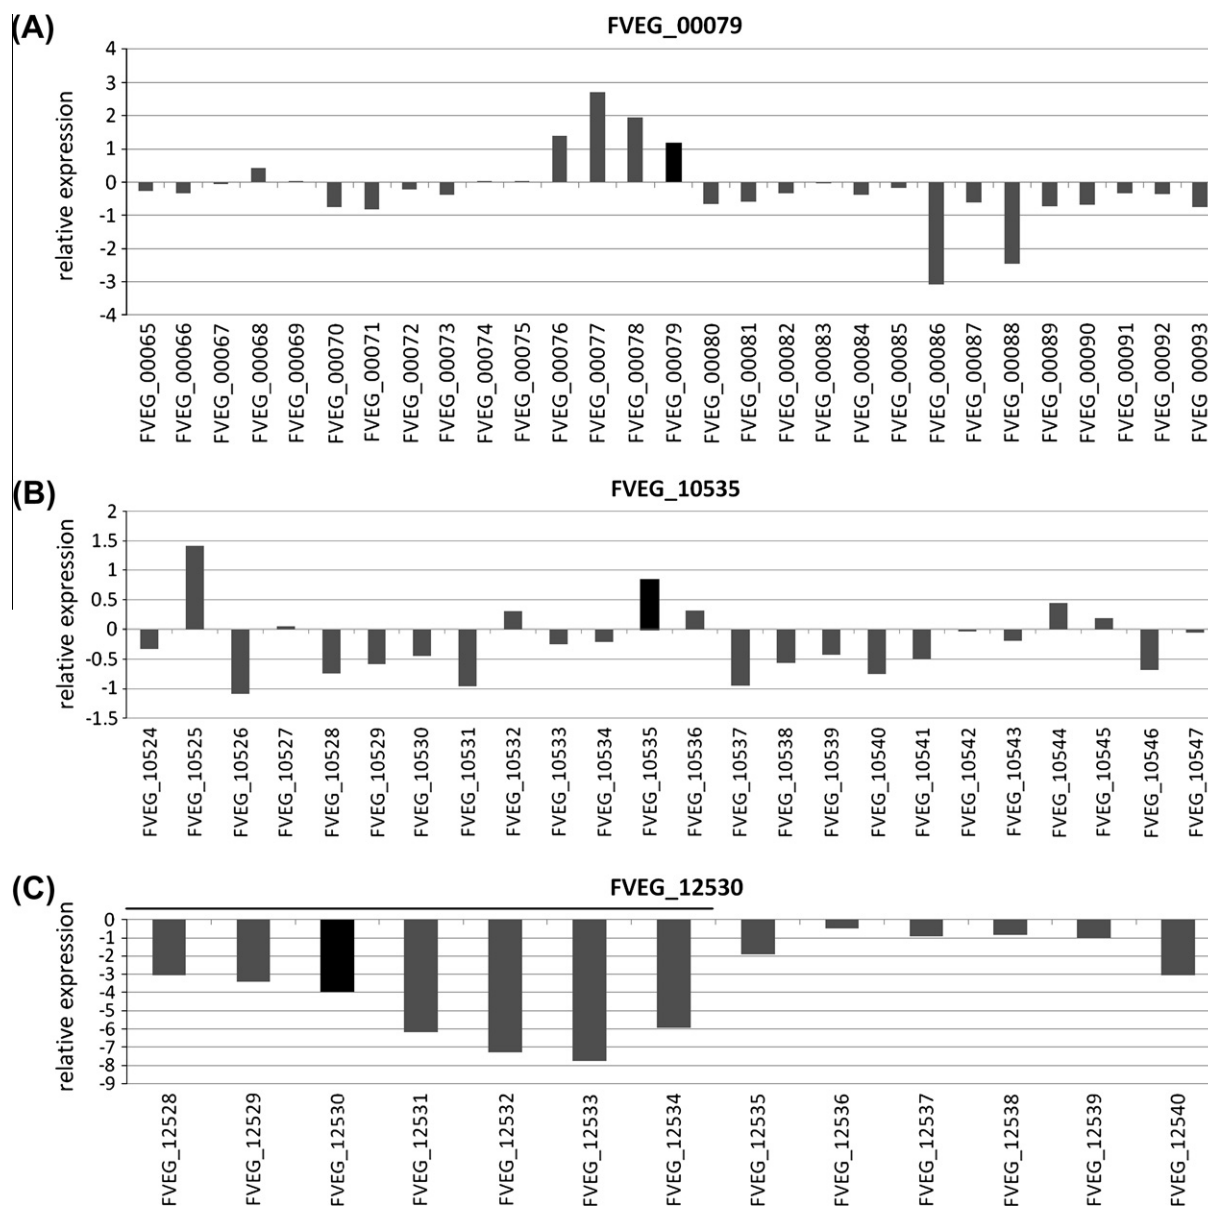 (A)
FVEG_00079
relative expression
4
3
2
1
0
-1
-2
-3
-4
FVEG_00065
FVEG_00066
FVEG_00067
FVEG_00068
FVEG_00069
FVEG_00070
FVEG_00071
FVEG_00072
FVEG_00073
FVEG_00074
FVEG_00075
FVEG_00076
FVEG_00077
FVEG_00078
FVEG_00079
FVEG_00080
FVEG_00081
FVEG_00082
FVEG_00083
FVEG_00084
FVEG_00085
FVEG_00086
FVEG_00087
FVEG_00088
FVEG_00089
FVEG_00090
FVEG_00091
FVEG_00092
FVEG_00093
(B)
FVEG_10535
relative expression
2
1.5
1
0.5
0
-0.5
-1
-1.5
FVEG_10524
FVEG_10525
FVEG_10526
FVEG_10527
FVEG_10528
FVEG_10529
FVEG_10530
FVEG_10531
FVEG_10532
FVEG_10533
FVEG_10534
FVEG_10535
FVEG_10536
FVEG_10537
FVEG_10538
FVEG_10539
FVEG_10540
FVEG_10541
FVEG_10542
FVEG_10543
FVEG_10544
FVEG_10545
FVEG_10546
FVEG_10547
(C)
FVEG_12530
relative expression
0
-1
-2
-3
-4
-5
-6
-7
-8
-9
FVEG_12528
FVEG_12529
FVEG_12530
FVEG_12531
FVEG_12532
FVEG_12533
FVEG_12534
FVEG_12535
FVEG_12536
FVEG_12537
FVEG_12538
FVEG_12539
FVEG_12540